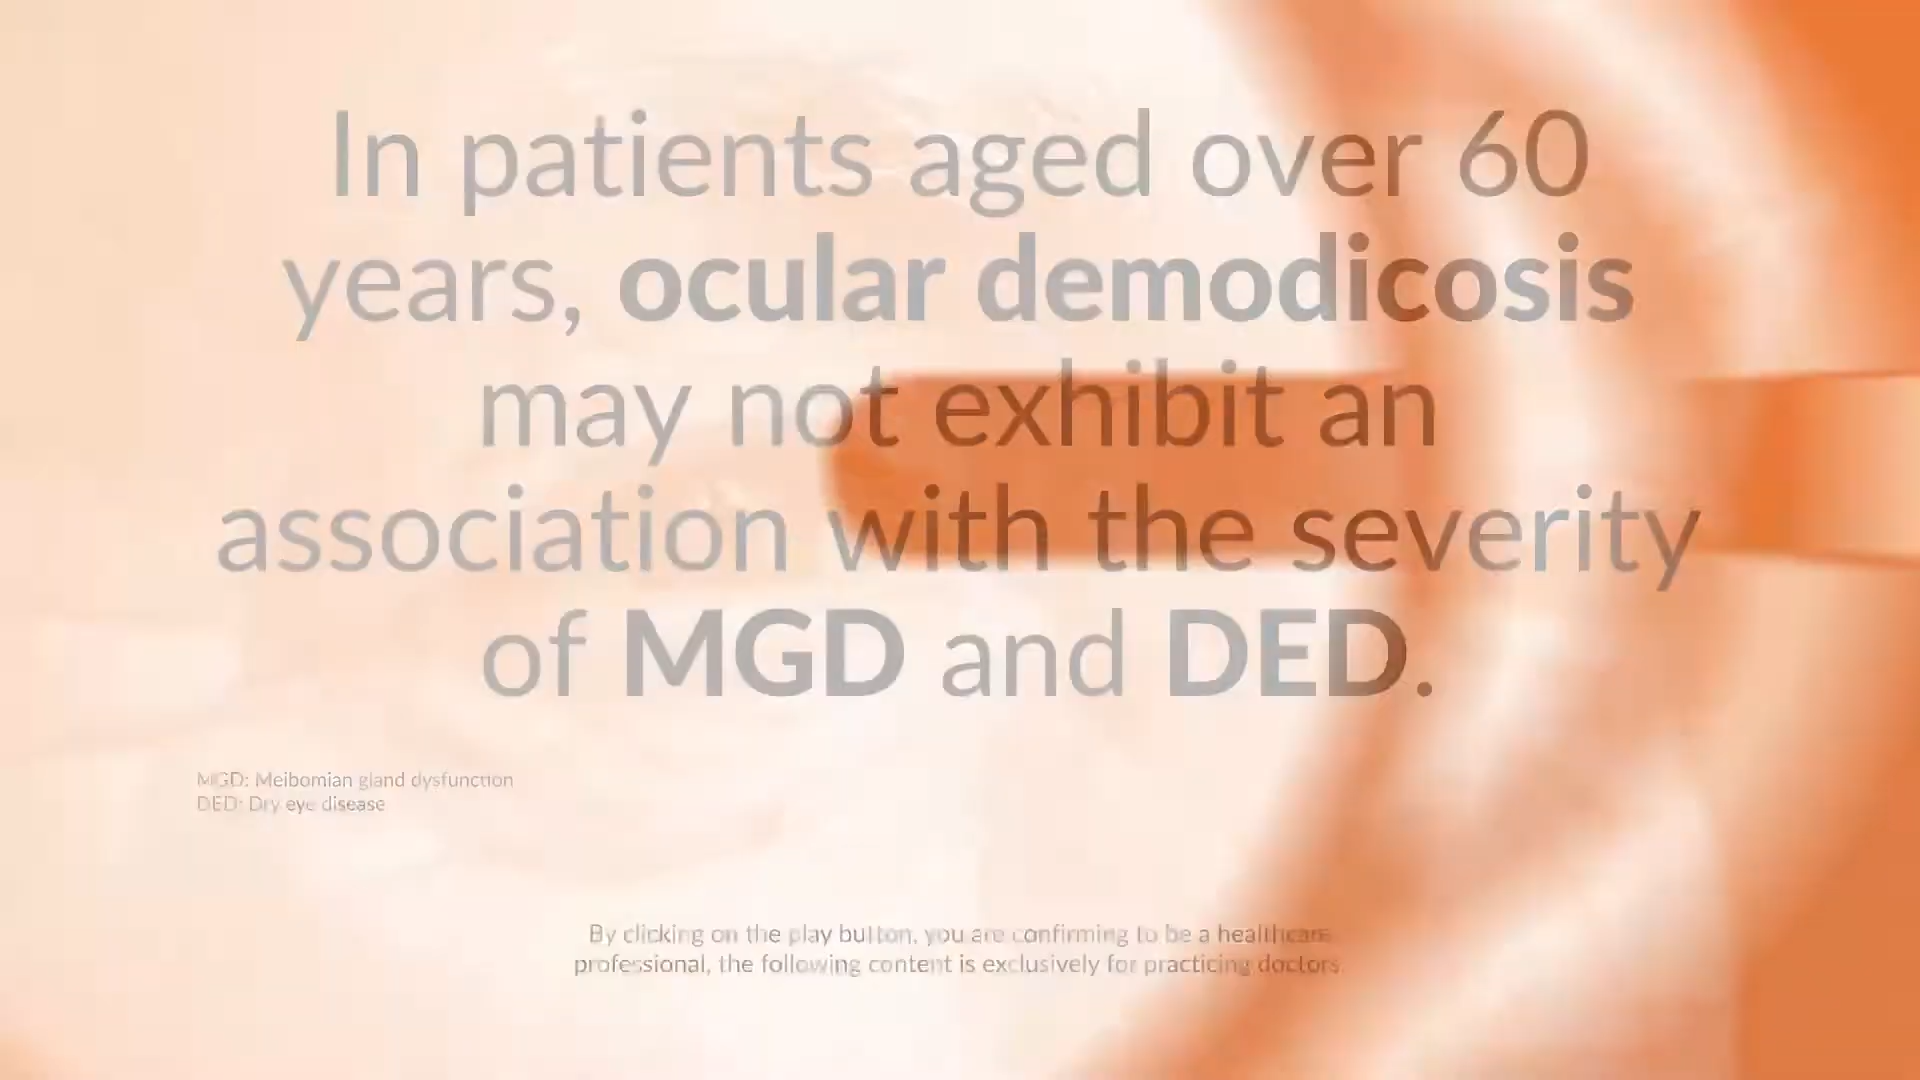 In patients aged over 60
years, ocular demodicosis
may not exhibit an
association with the severity
of MGD and DED.
MGD: Meibomian gland dysfunction
DED: Dry eye disease
By clicking on the play button, you are confirming to be a healthcare
professional, the following content is exclusively for practicing doctors.